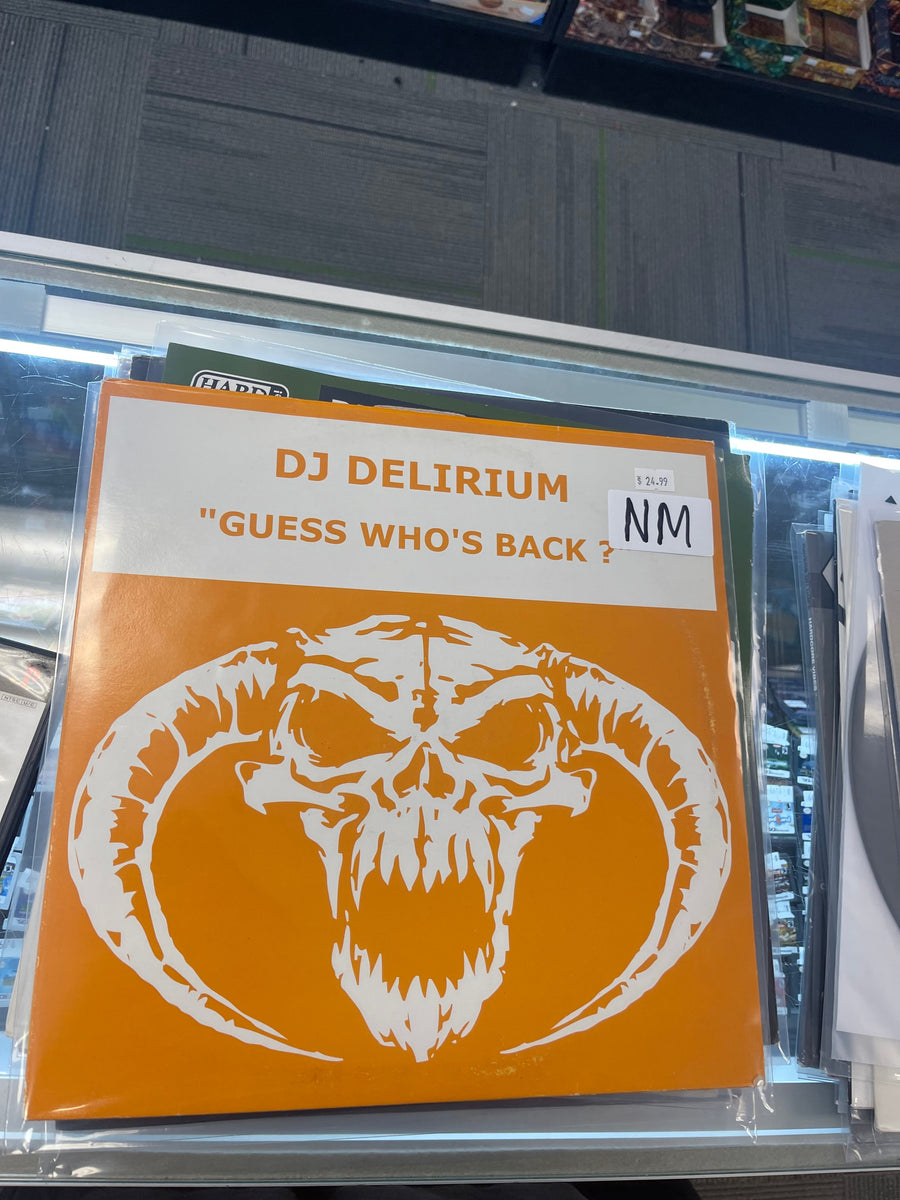 HARD
DJ DELIRIUM
$ 24.99
"GUESS WHO'S BACK ?"
NM